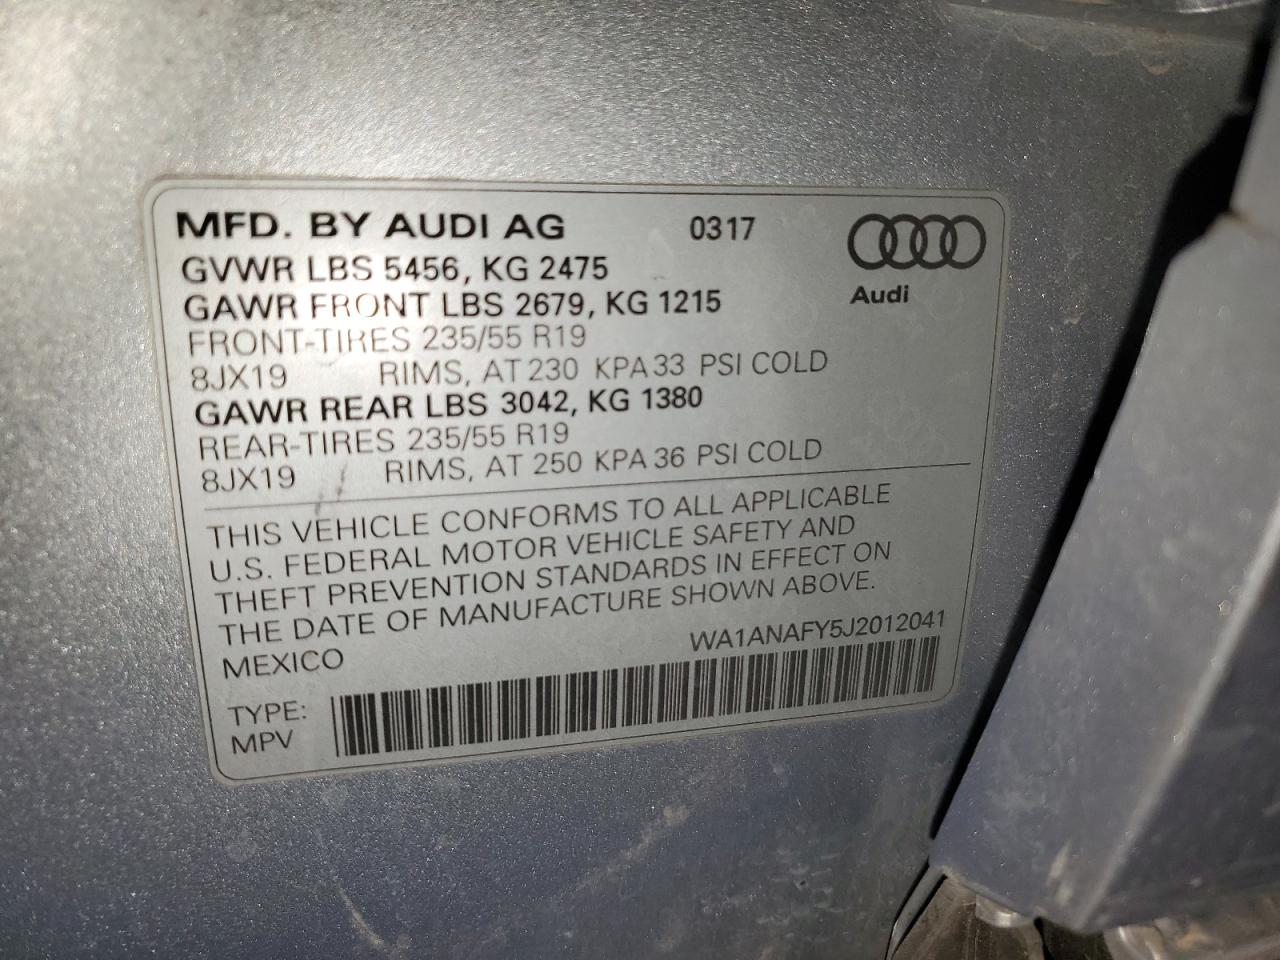 MFD. BY AUDI AG 0317
GVWR LBS 5456, KG 2475
GAWR FRONT LBS 2679, KG 1215
Audi
FRONT-TIRES 235/55 R19
8JX19 RIMS, AT 230 KPA 33 PSI COLD
GAWR REAR LBS 3042, KG 1380
REAR-TIRES 235/55 R19
8JX19 RIMS, AT 250 KPA 36 PSI COLD
THIS VEHICLE CONFORMS TO ALL APPLICABLE
U.S. FEDERAL MOTOR VEHICLE SAFETY AND
THEFT PREVENTION STANDARDS IN EFFECT ON
THE DATE OF MANUFACTURE SHOWN ABOVE.
MEXICO WA1ANAFY5J2012041
TYPE:
MPV